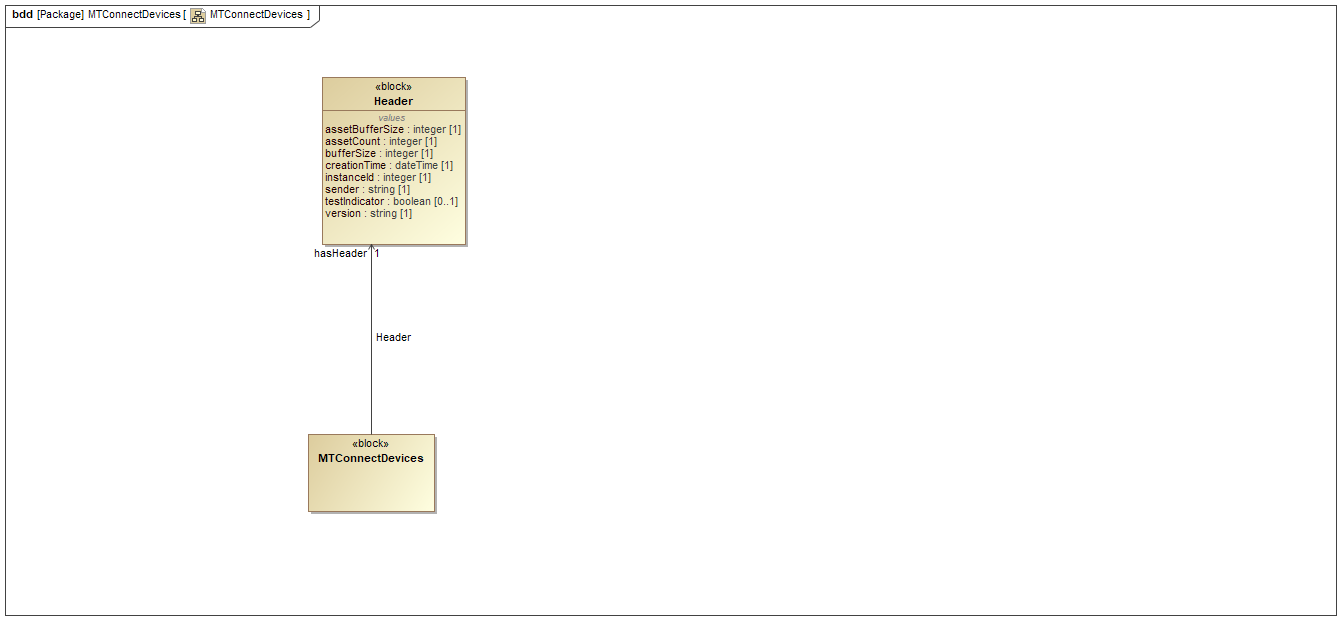 bdd [Package] MTConnectDevices [ MTConnectDevices ]
«block»
Header
values
assetBufferSize : integer [1]
assetCount : integer [1]
bufferSize : integer [1]
creationTime : dateTime [1]
instanceId : integer [1]
sender : string [1]
testIndicator : boolean [0..1]
version : string [1]
hasHeader 1
Header
«block»
MTConnectDevices